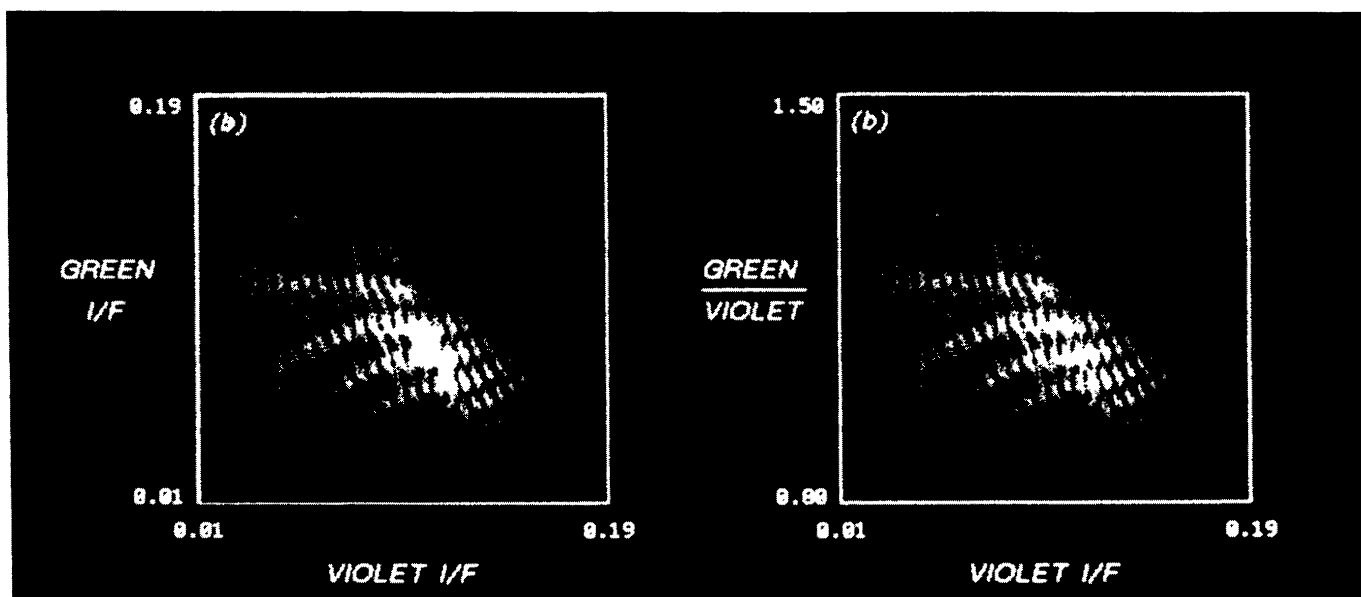 0.19
(b)
GREEN
I/F
0.01
0.01
0.19
VIOLET I/F
1.50
(b)
GREEN
VIOLET
0.80
0.01
0.19
VIOLET I/F